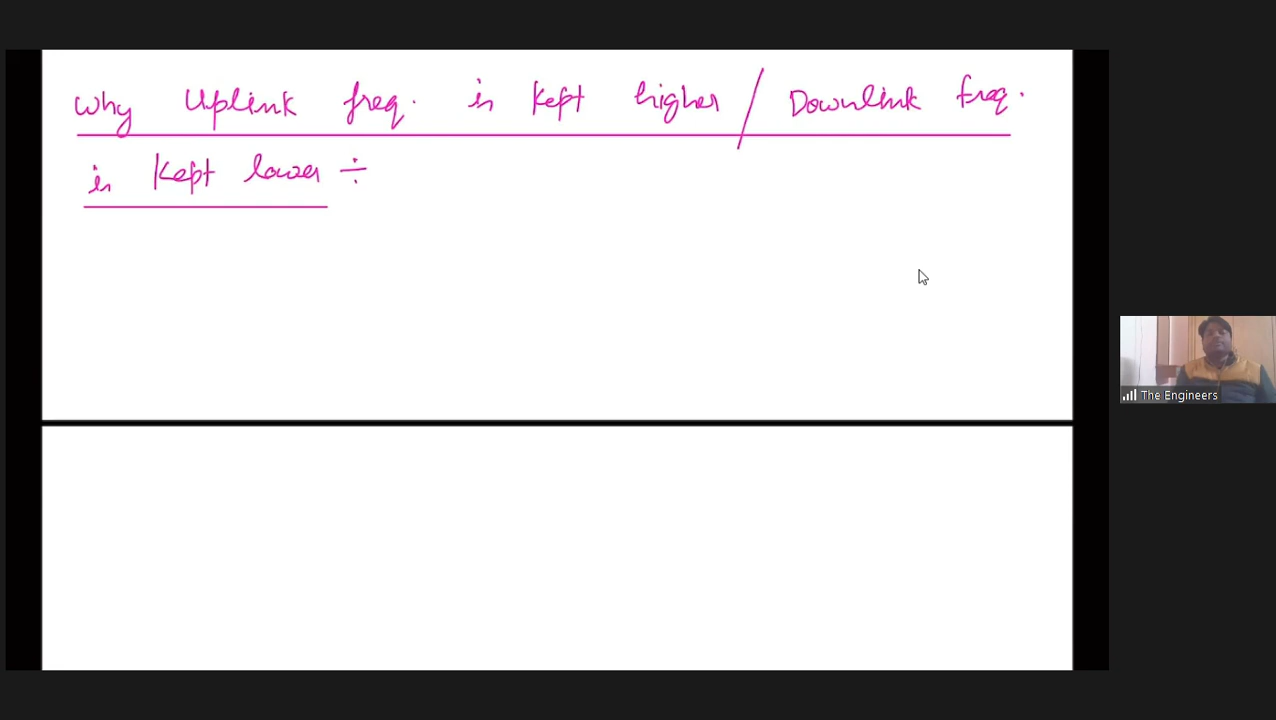 Why Uplink freq. is kept higher / Downlink freq.
is kept lower ÷
The Engineers